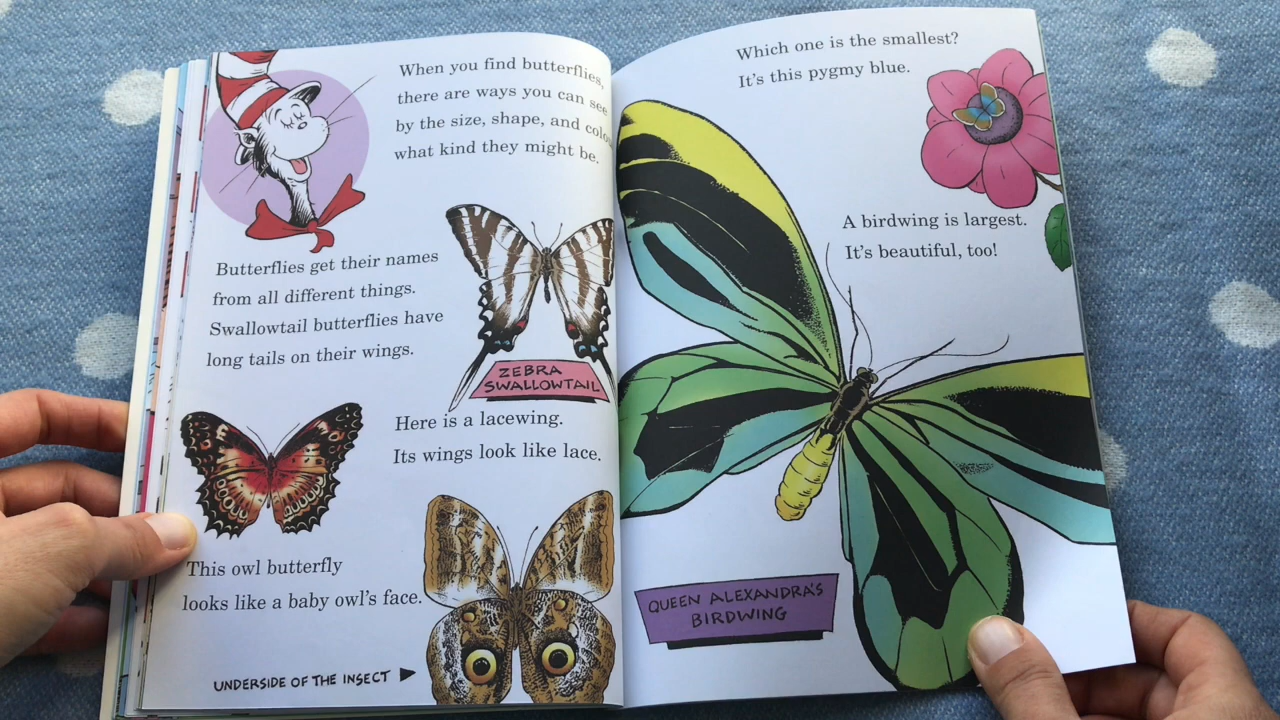 When you find butterflies,
there are ways you can see
by the size, shape, and
what kind they might be.
Butterflies get their names
from all different things.
Swallowtail butterflies have
long tails on their wings.
ZEBRA
SWALLOWTAIL
Here is a lacewing.
Its wings look like lace.
This owl butterfly
looks like a baby owl's face.
UNDERSIDE OF THE INSECT
Which one is the smallest?
It's this pygmy blue.
A birdwing is largest.
It's beautiful, too!
QUEEN ALEXANDRA'S
BIRDWING